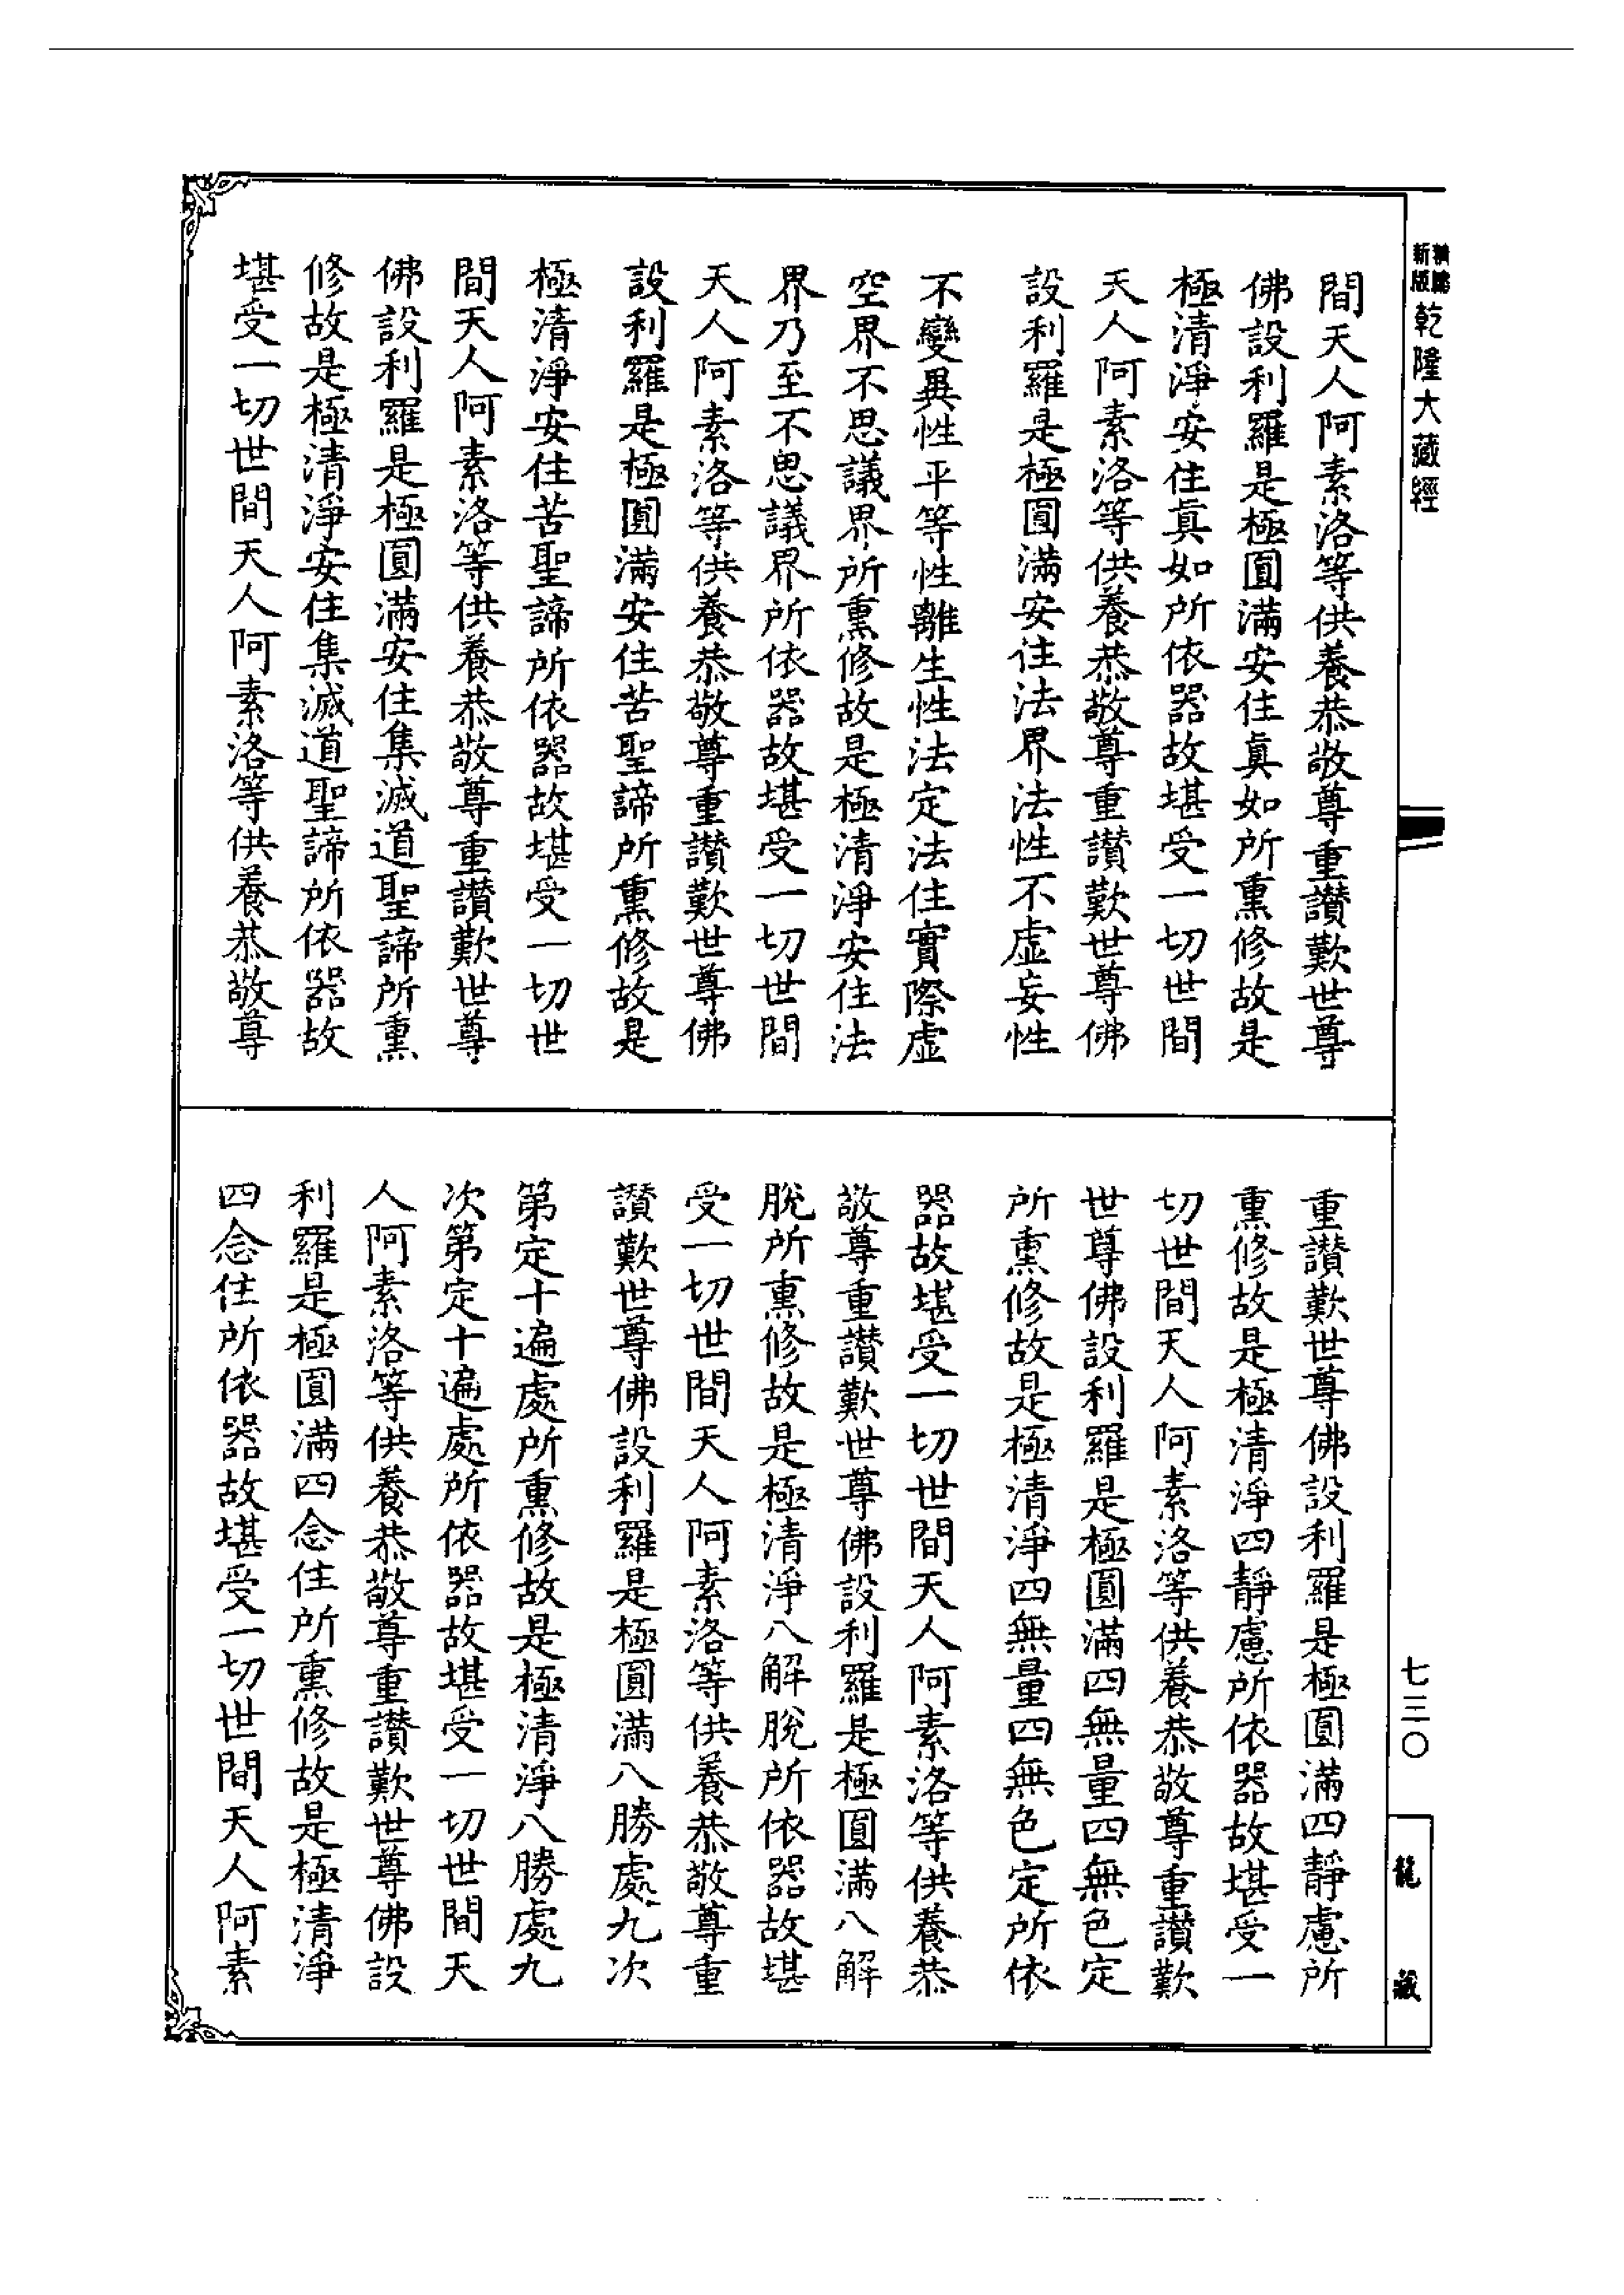 新版
乾隆大藏經
間天人阿素洛等供養恭敬尊重讚歎世尊
佛設利羅是極圓滿安住真如所熏修故是
極清淨安住真如所依器故堪受一切世間
天人阿素洛等供養恭敬尊重讚歎世尊佛
設利羅是極圓滿安住法界法性不虛妄性
不變異性平等性離生性法定法住實際虛
空界不思議界所熏修故是極清淨安住法
界乃至不思議界所依器故堪受一切世間
天人阿素洛等供養恭敬尊重讚歎世尊佛
設利羅是極圓滿安住苦聖諦所熏修故是
極清淨安住苦聖諦所依器故堪受一切世
間天人阿素洛等供養恭敬尊重讚歎世尊
佛設利羅是極圓滿安住集滅道聖諦所熏
修故是極清淨安住集滅道聖諦所依器故
堪受一切世間天人阿素洛等供養恭敬尊
重讚歎世尊佛設利羅是極圓滿四靜慮所
熏修故是極清淨四靜慮所依器故堪受一
切世間天人阿素洛等供養恭敬尊重讚歎
世尊佛設利羅是極圓滿四無量四無色定
所熏修故是極清淨四無量四無色定所依
器故堪受一切世間天人阿素洛等供養恭
敬尊重讚歎世尊佛設利羅是極圓滿八解
脫所熏修故是極清淨八解脫所依器故堪
受一切世間天人阿素洛等供養恭敬尊重
讚歎世尊佛設利羅是極圓滿八勝處九次
第定十遍處所熏修故是極清淨八勝處九
次第定十遍處所依器故堪受一切世間天
人阿素洛等供養恭敬尊重讚歎世尊佛設
利羅是極圓滿四念住所熏修故是極清淨
四念住所依器故堪受一切世間天人阿素
七三〇
龍藏